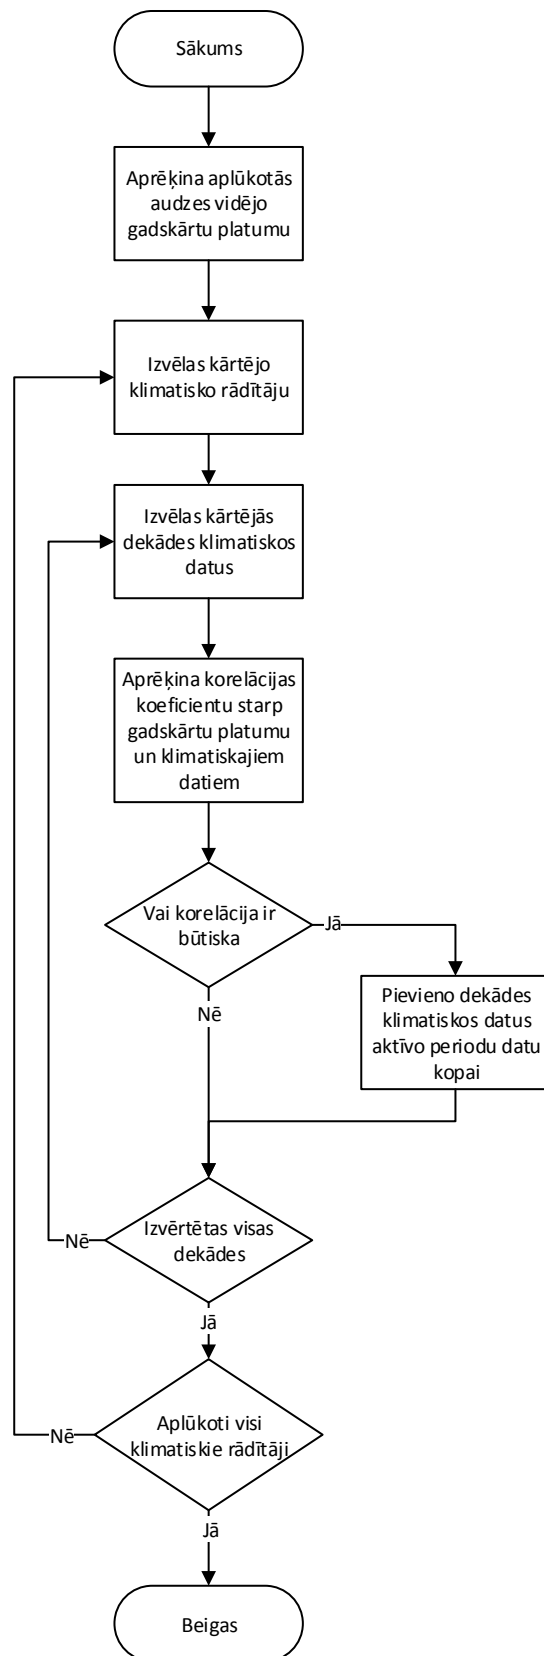 Sākums
Aprēķina aplūkotās
audzes vidējo
gadskārtu platumu
Izvēlas kārtējo
klimatisko rādītāju
Izvēlas kārtējās
dekādes klimatiskos
datus
Aprēķina korelācijas
koeficientu starp
gadskārtu platumu
un klimatiskajiem
datiem
Vai korelācija ir
būtiska
Jā
Nē
Pievieno dekādes
klimatiskos datus
aktīvo periodu datu
kopai
Izvērtētas visas
dekādes
Nē
Jā
Aplūkoti visi
klimatiskie rādītāji
Nē
Jā
Beigas